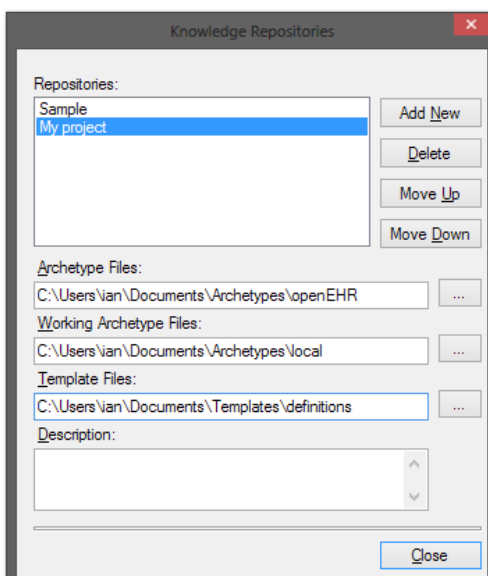 Knowledge Repositories
Repositories:
Sample
My project
Add New
Delete
Move Up
Move Down
Archetype Files:
C:\Users\ian\Documents\Archetypes\openEHR
...
Working Archetype Files:
C:\Users\ian\Documents\Archetypes\local
...
Template Files:
C:\Users\ian\Documents\Templates\definitions
...
Description:
Close